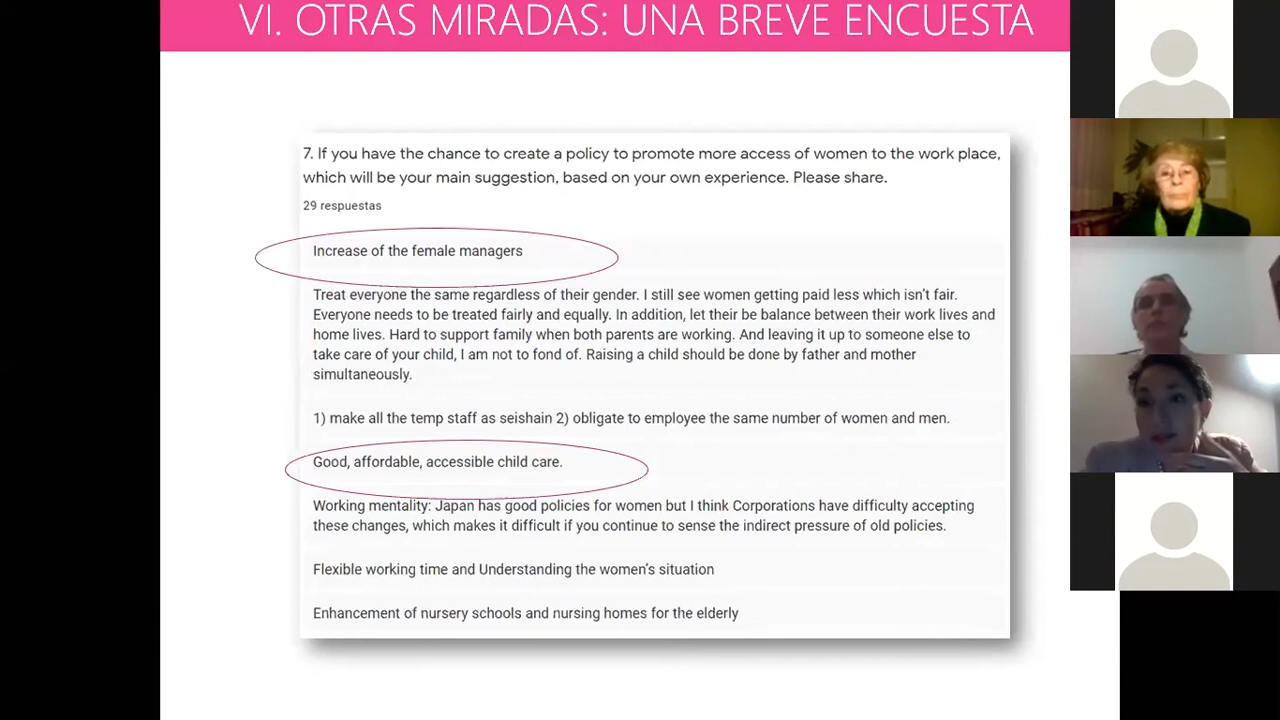 VI. OTRAS MIRADAS: UNA BREVE ENCUESTA
7. If you have the chance to create a policy to promote more access of women to the work place,
which will be your main suggestion, based on your own experience. Please share.
29 respuestas
Increase of the female managers
Treat everyone the same regardless of their gender. I still see women getting paid less which isn't fair.
Everyone needs to be treated fairly and equally. In addition, let their be balance between their work lives and
home lives. Hard to support family when both parents are working. And leaving it up to someone else to
take care of your child, I am not to fond of. Raising a child should be done by father and mother
simultaneously.
1) make all the temp staff as seishain 2) obligate to employee the same number of women and men.
Good, affordable, accessible child care.
Working mentality: Japan has good policies for women but I think Corporations have difficulty accepting
these changes, which makes it difficult if you continue to sense the indirect pressure of old policies.
Flexible working time and Understanding the women's situation
Enhancement of nursery schools and nursing homes for the elderly